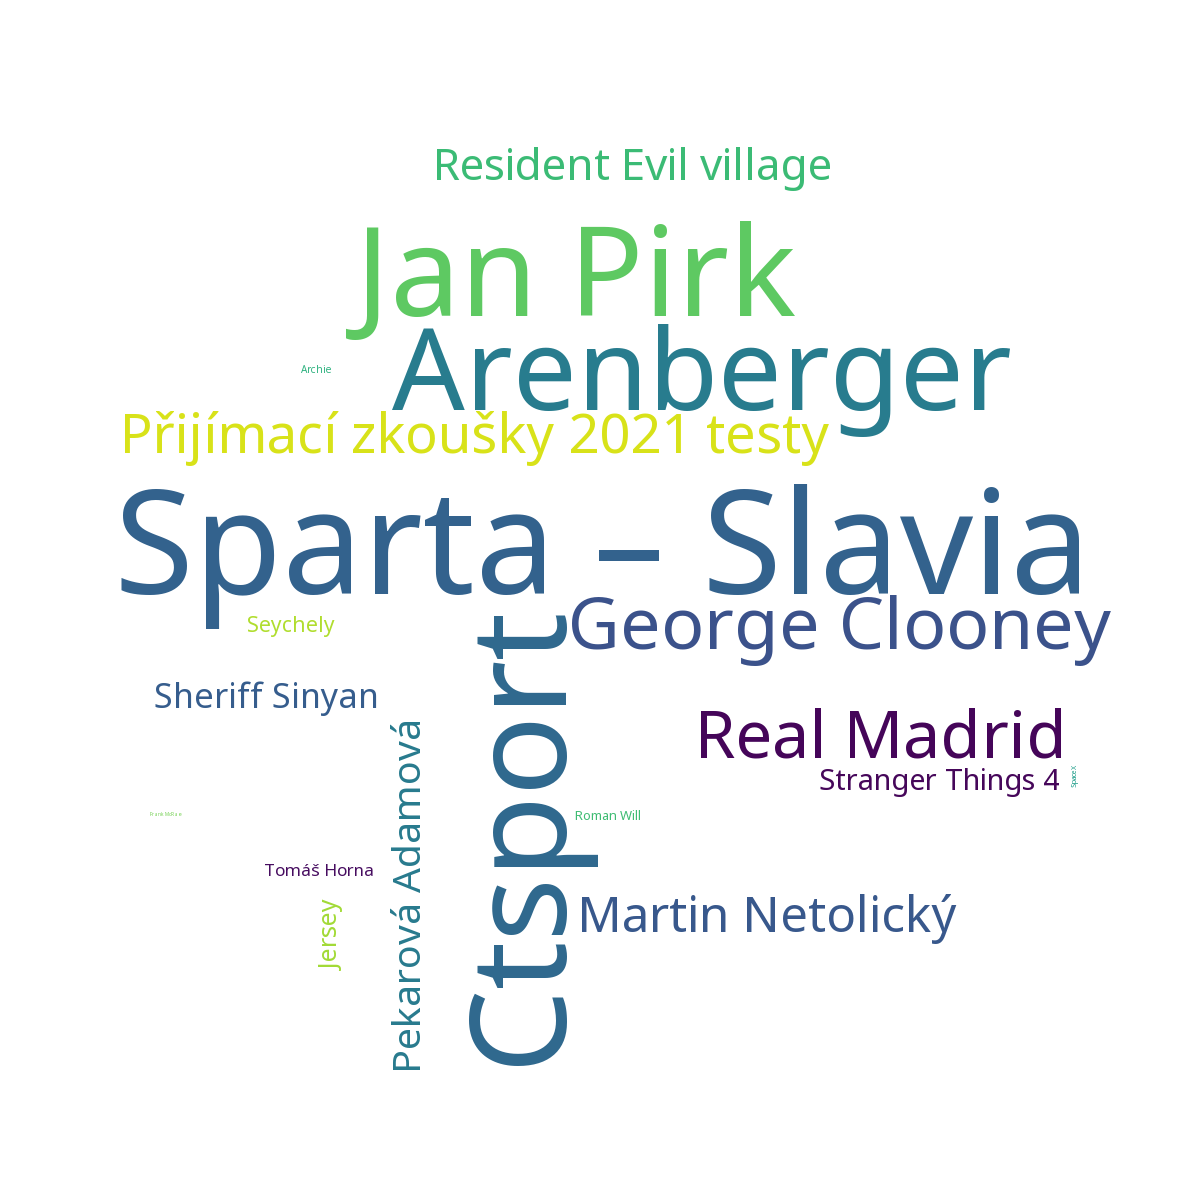 Resident Evil village
Jan Pirk
Arenberger
Archie
Přijímací zkoušky 2021 testy
Sparta – Slavia
George Clooney
Seychely
Sheriff Sinyan
Real Madrid
Stranger Things 4
SpaceX
Ctsport
Pekarová Adamová
Frank McRae
Roman Will
Tomáš Horna
Jersey
Martin Netolický